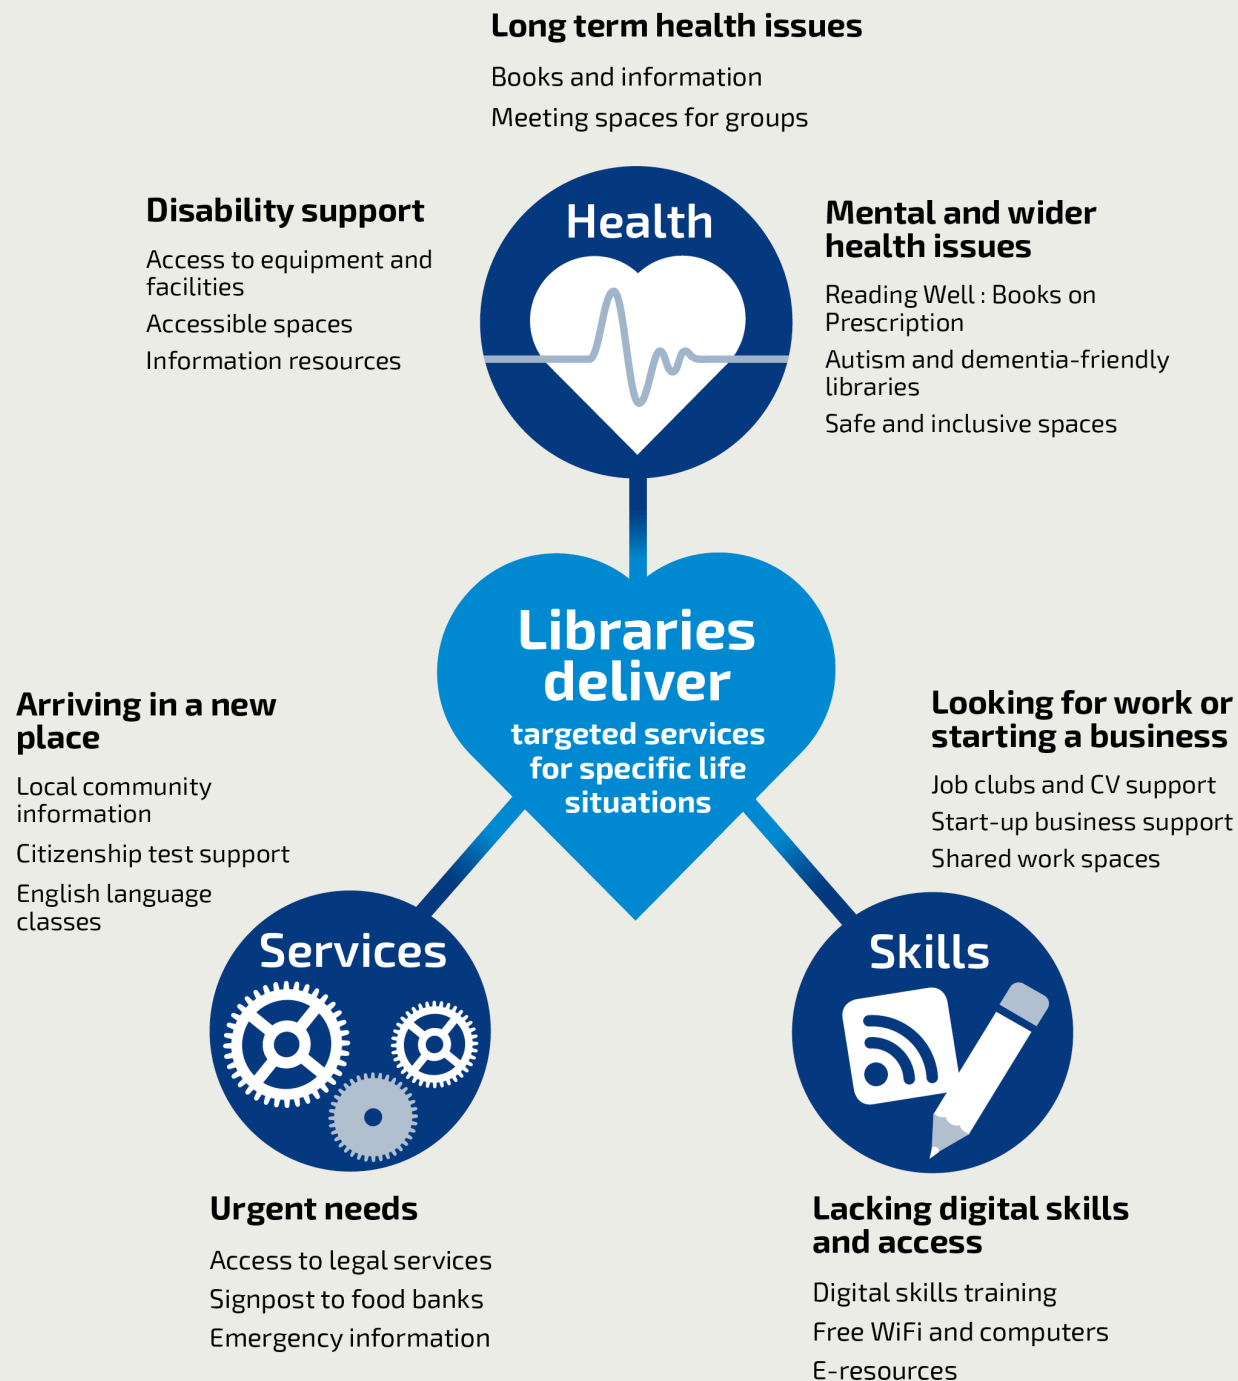 Long term health issues
Books and information
Meeting spaces for groups
Disability support
Access to equipment and
facilities
Accessible spaces
Information resources
Health
Mental and wider
health issues
Reading Well : Books on
Prescription
Autism and dementia-friendly
libraries
Safe and inclusive spaces
Libraries
deliver
targeted services
for specific life
situations
Arriving in a new
place
Local community
information
Citizenship test support
English language
classes
Services
Urgent needs
Access to legal services
Signpost to food banks
Emergency information
Looking for work or
starting a business
Job clubs and CV support
Start-up business support
Shared work spaces
Skills
Lacking digital skills
and access
Digital skills training
Free WiFi and computers
E-resources